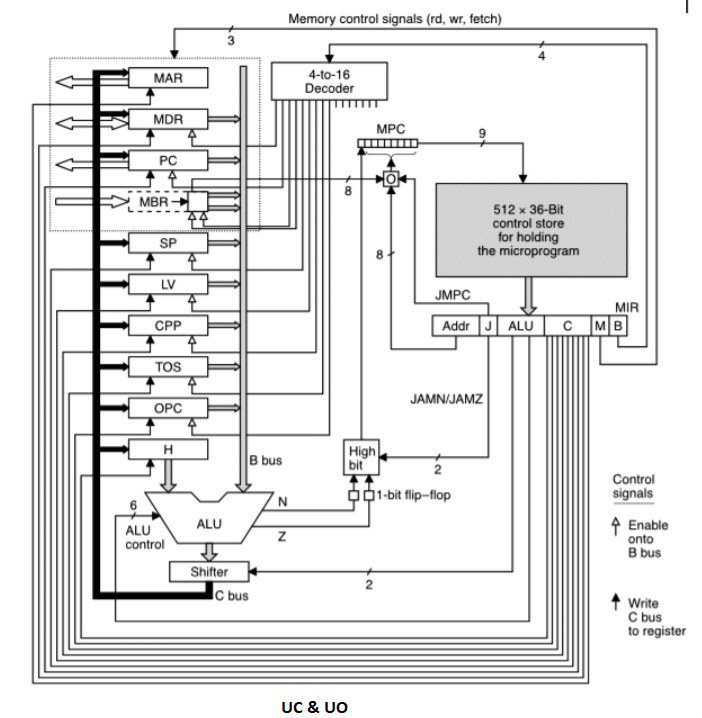 Memory control signals (rd, wr, fetch)
3
4
MAR
MDR
PC
MBR
SP
LV
CPP
TOS
OPC
H
4-to-16
Decoder
MPC
9
8
O
8
512 × 36-Bit
control store
for holding
the microprogram
JMPC
MIR
Addr J ALU C M B
JAMN/JAMZ
2
High
bit
1-bit flip–flop
B bus
6
ALU
control
ALU
N
Z
Shifter
C bus
2
Control
signals
Enable
onto
B bus
Write
C bus
to register
UC & UO